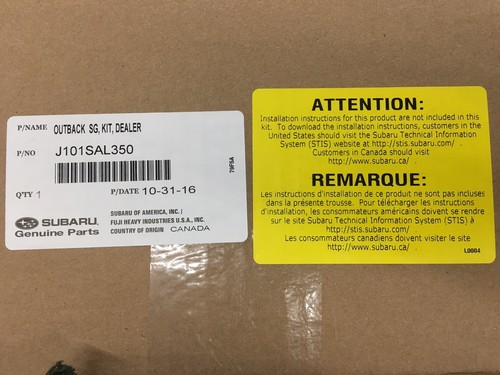 P/NAME OUTBACK SG, KIT, DEALER
P/NO J101SAL350
79FSA
QTY 1 P/DATE 10-31-16
SUBARU
Genuine Parts
SUBARU OF AMERICA, INC. /
FUJI HEAVY INDUSTRIES U.S.A., INC.
COUNTRY OF ORIGIN CANADA
ATTENTION:
Installation instructions for this product are not included in this
kit. To download the installation instructions, customers in the
United States should visit the Subaru Technical Information
System (STIS) website at http://stis.subaru.com/ .
Customers in Canada should visit
http://www.subaru.ca/ .
REMARQUE:
Les instructions d'installation de ce produit ne sont pas incluses
dans la présente trousse. Pour télécharger les instructions
d'installation, les consommateurs américains doivent se rendre
sur le site Subaru Technical Information System (STIS) à
http://stis.subaru.com/ .
Les consommateurs canadiens doivent visiter le site
http://www.subaru.ca/ .
L0004